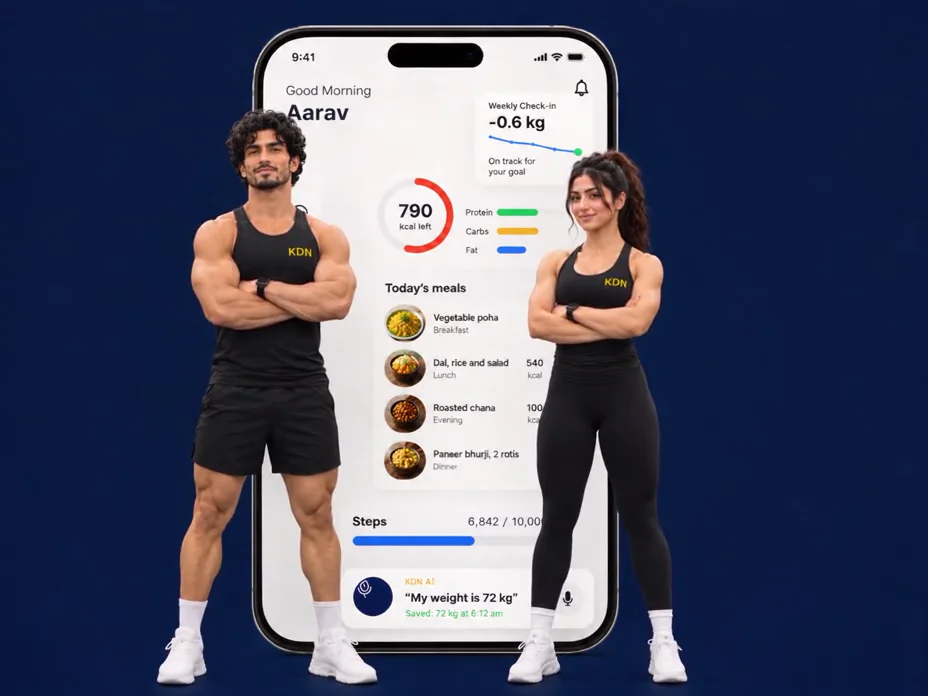 9:41
Good Morning
Aarav
Weekly Check-in
-0.6 kg
On track for
your goal
790
kcal left
Protein
Carbs
Fat
KDN
KDN
Today's meals
Vegetable poha
Breakfast
Dal, rice and salad 540
Lunch kcal
Roasted chana 100
Evening
Paneer bhurji, 2 rotis
Dinner
Steps 6,842 / 10,00
KDN AI
“My weight is 72 kg”
Saved: 72 kg at 6:12 am